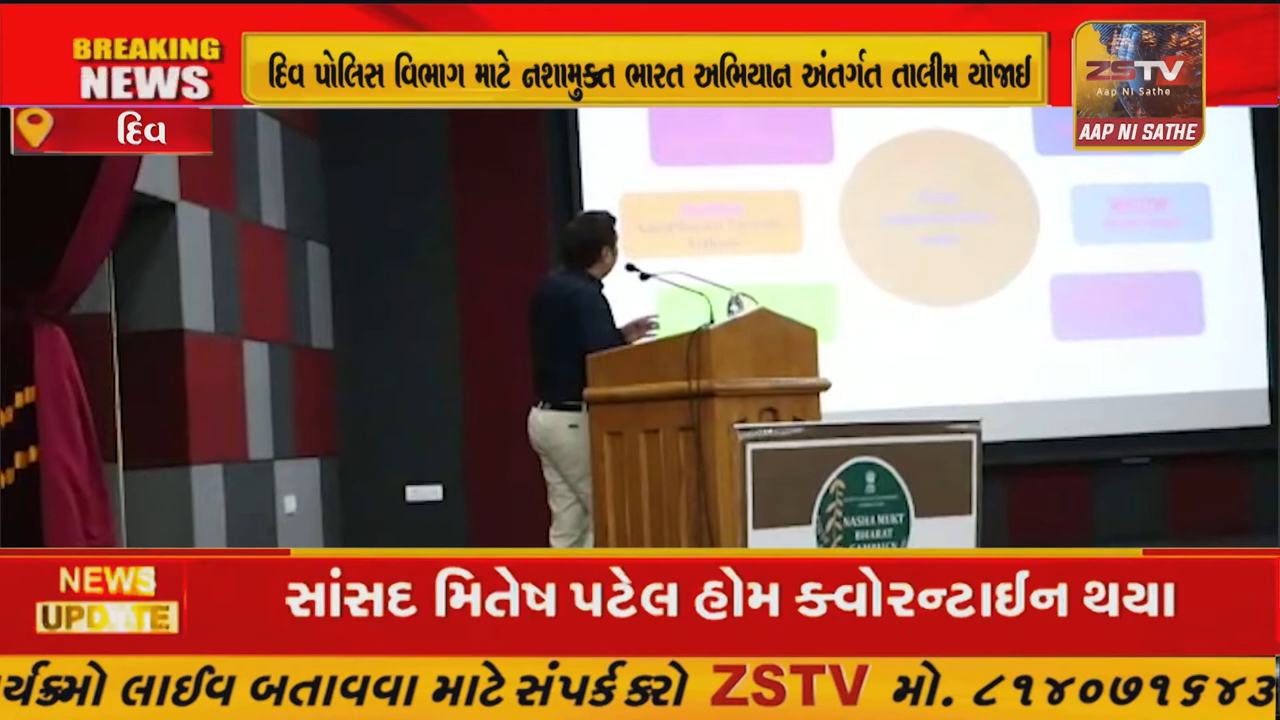 BREAKING
NEWS
દિવ પોલિસ વિભાગ માટે નશામુક્ત ભારત અભિયાન અંતર્ગત તાલીમ યોજાઈ
ZSTV
Aap Ni Sathe
AAP NI SATHE
દિવ
NASHA MUKT
BHARAT
CAMPAIGN
NEWS
UPDATE
સાંસદ મિતેષ પટેલ હોમ ક્વોરન્ટાઈન થયા
ર્યક્રમો લાઈવ બતાવવા માટે સંપર્ક કરો ZSTV મો. ૮૧૪૦૭૧૬૪૩